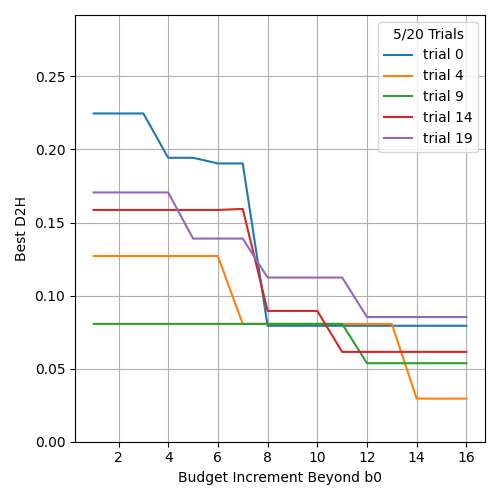 5/20 Trials
trial 0
trial 4
trial 9
trial 14
trial 19
0.25
0.20
0.15
0.10
0.05
0.00
Best D2H
2 4 6 8 10 12 14 16
Budget Increment Beyond b0